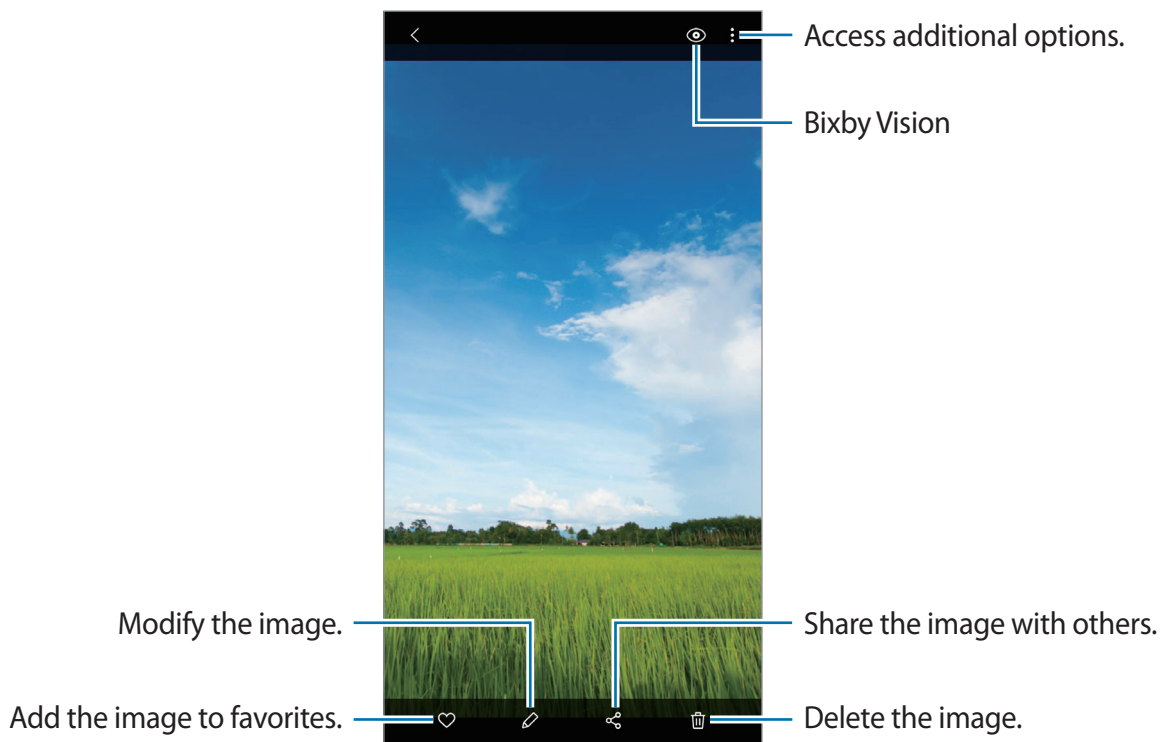 Access additional options.
Bixby Vision
Modify the image.
Share the image with others.
Add the image to favorites.
Delete the image.